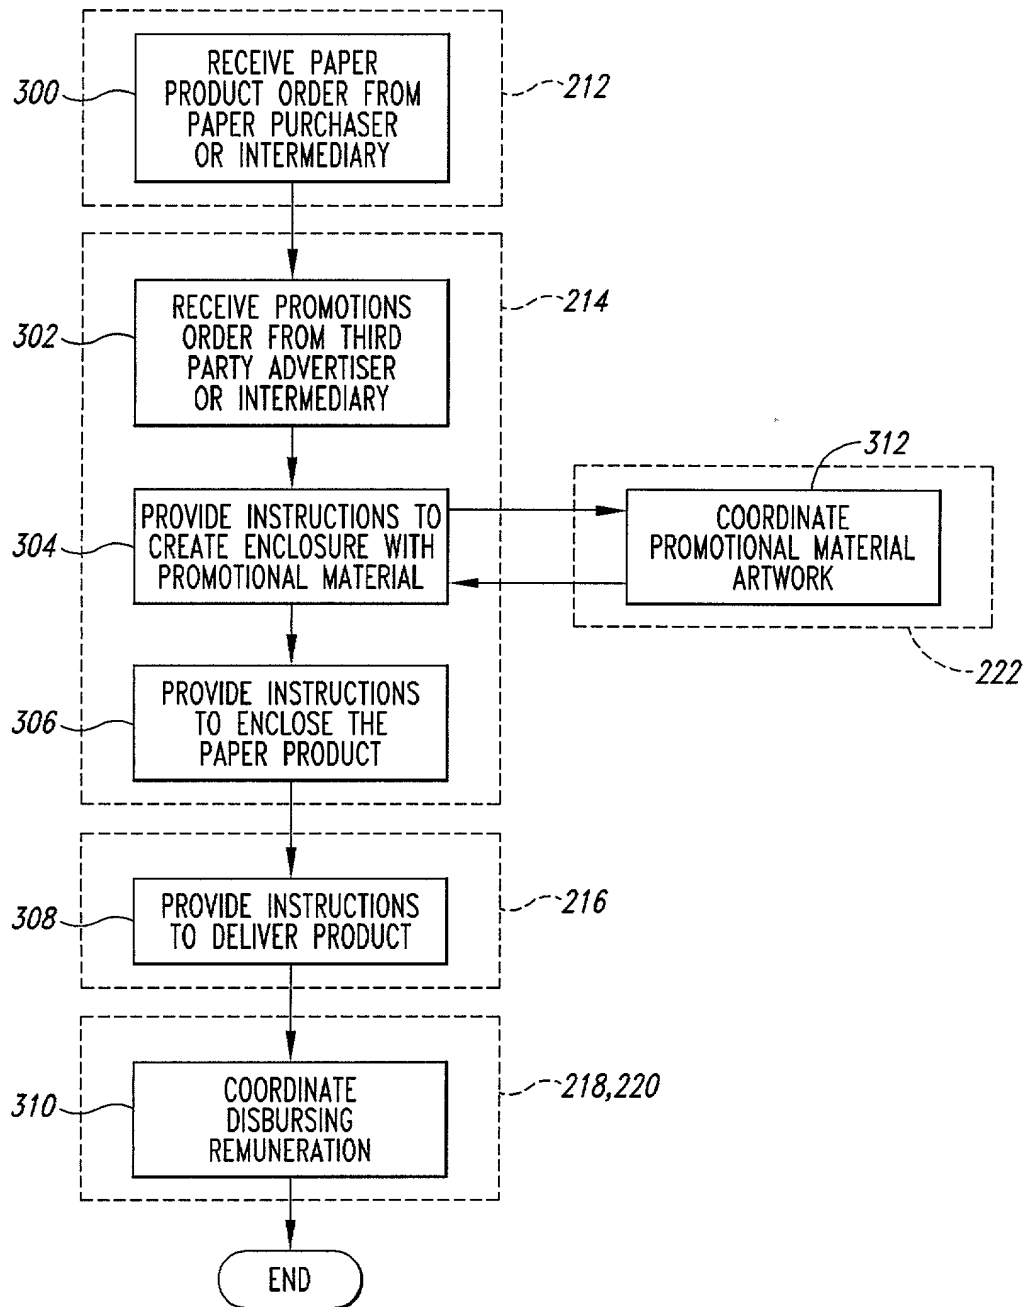 RECEIVE PAPER
PRODUCT ORDER FROM
PAPER PURCHASER
OR INTERMEDIARY
300
212
RECEIVE PROMOTIONS
ORDER FROM THIRD
PARTY ADVERTISER
OR INTERMEDIARY
302
214
PROVIDE INSTRUCTIONS TO
CREATE ENCLOSURE WITH
PROMOTIONAL MATERIAL
304
312
COORDINATE
PROMOTIONAL MATERIAL
ARTWORK
222
PROVIDE INSTRUCTIONS
TO ENCLOSE THE
PAPER PRODUCT
306
PROVIDE INSTRUCTIONS
TO DELIVER PRODUCT
308
216
COORDINATE
DISBURSING
REMUNERATION
310
218,220
END